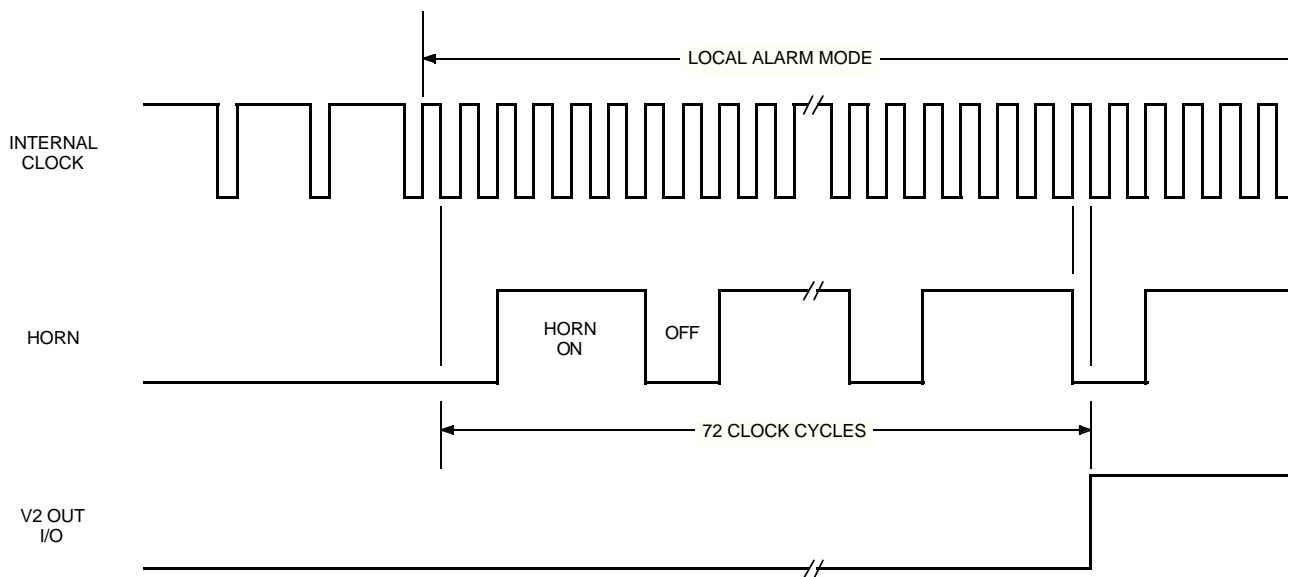 LOCAL ALARM MODE
INTERNAL
CLOCK
HORN
HORN
ON
OFF
72 CLOCK CYCLES
V2 OUT
I/O